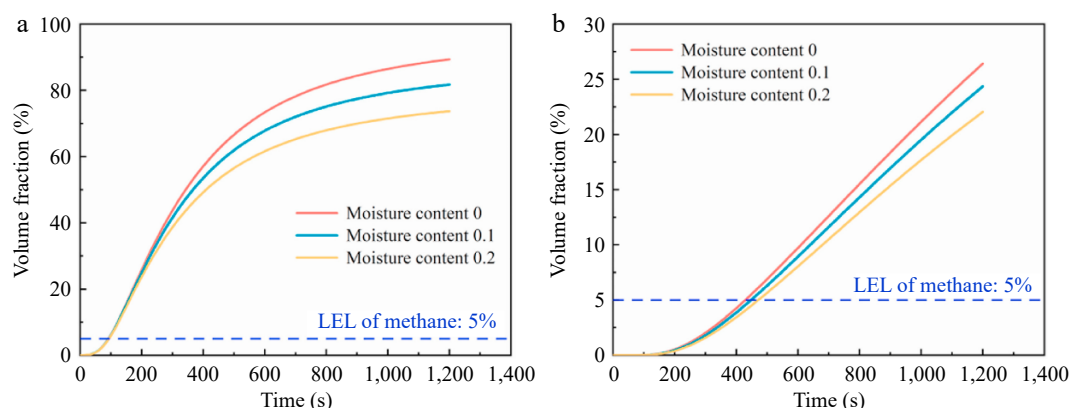 a
100
80
60
40
20
0
Volume fraction (%)
Moisture content 0
Moisture content 0.1
Moisture content 0.2
LEL of methane: 5%
0 200 400 600 800 1,000 1,200 1,400
Time (s)
b
30
25
20
15
10
5
0
Volume fraction (%)
Moisture content 0
Moisture content 0.1
Moisture content 0.2
LEL of methane: 5%
0 200 400 600 800 1,000 1,200 1,400
Time (s)